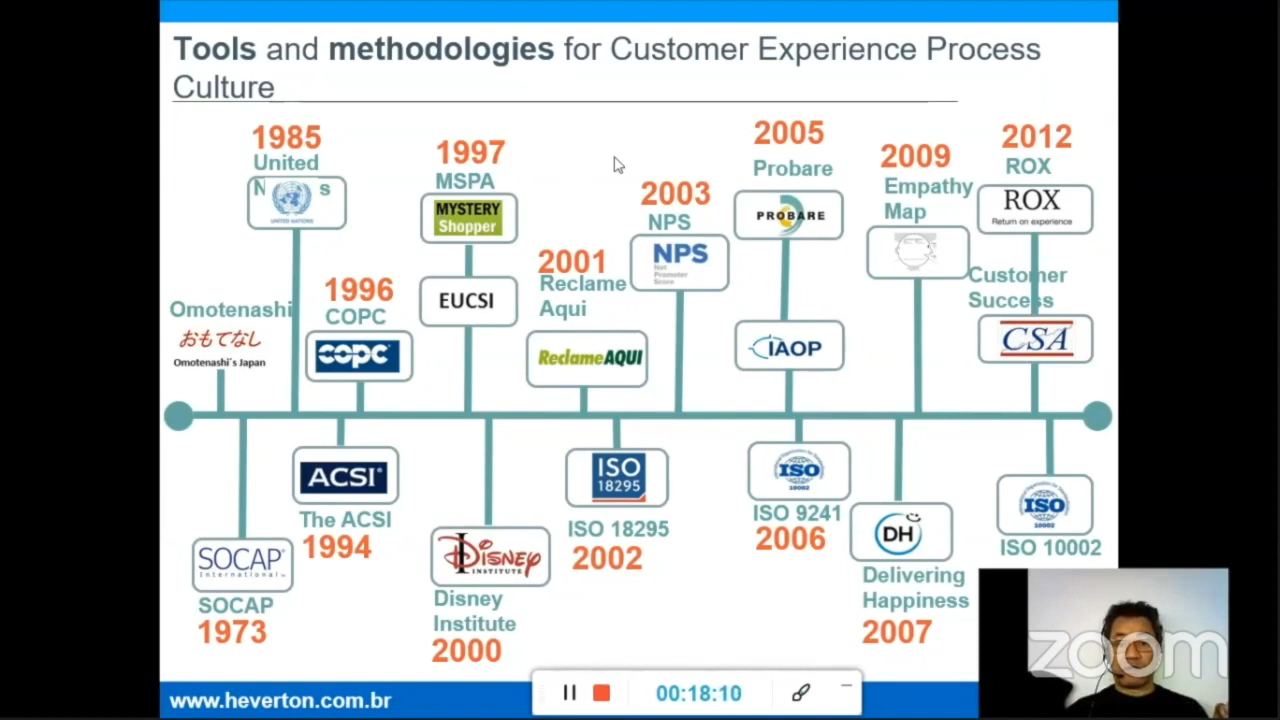 Tools and methodologies for Customer Experience Process
Culture
1985
United
UNITED NATIONS
1997
MSPA
MYSTERY
Shopper
EUCSI
2003
NPS
NPS
Net
Promoter
Score
2005
Probare
PROBARE
IAOP
2009
Empathy
Map
2012
ROX
ROX
Return on experience
Customer
Success
CSA
Omotenashi
おもてなし
Omotenashi´s Japan
1996
COPC
COPC
2001
Reclame
Aqui
ReclameAQUI
SOCAP
International
SOCAP
1973
ACSI®
The ACSI
1994
DISNEY
INSTITUTE
Disney
Institute
2000
ISO
18295
ISO 18295
2002
ISO
10002
ISO 9241
2006
DH
Delivering
Happiness
2007
ISO
10002
ISO 10002
zoom
www.heverton.com.br
00:18:10